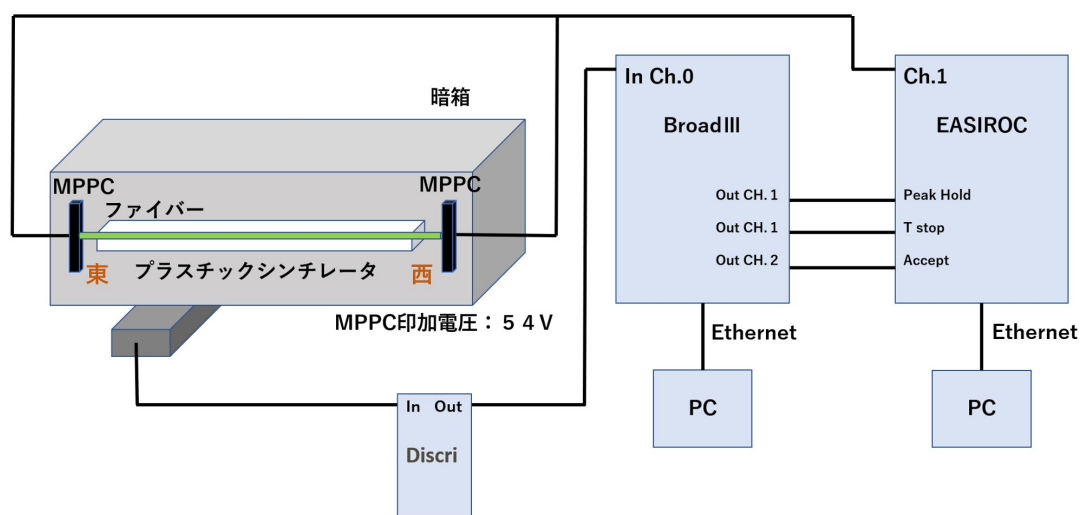 暗箱
MPPC
MPPC
ファイバー
東
プラスチックシンチレータ
西
MPPC印加電圧：５４V
In Out
Discri
In Ch.0
BroadⅢ
Out CH. 1
Out CH. 1
Out CH. 2
Ethernet
PC
Ch.1
EASIROC
Peak Hold
T stop
Accept
Ethernet
PC